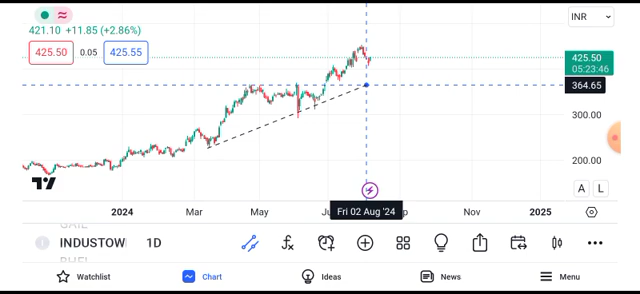 INR
421.10 +11.85 (+2.86%)
425.50 0.05 425.55
425.50
05:23:46
364.65
300.00
200.00
A L
2024 Mar May Fri 02 Aug '24 Nov 2025
INDUSTOW 1D
Watchlist Chart Ideas News Menu